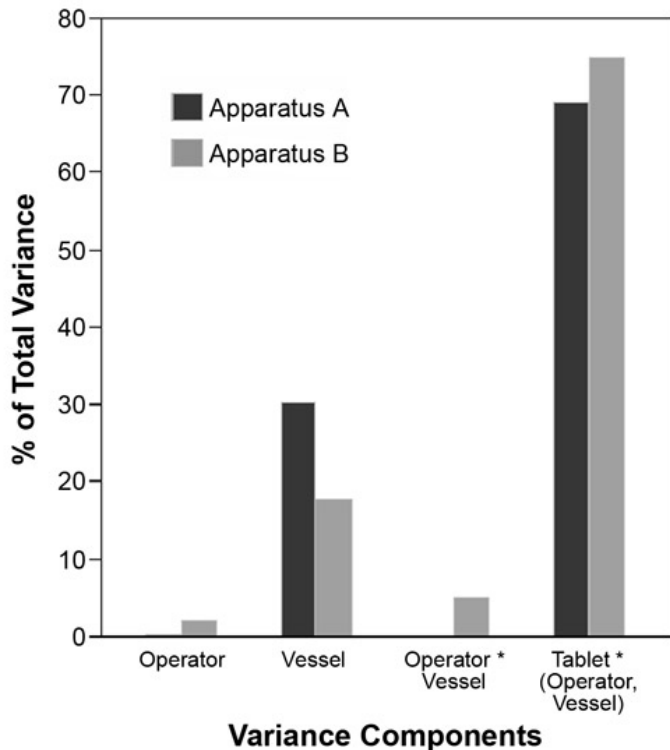 % of Total Variance
80
70
60
50
40
30
20
10
0
Apparatus A
Apparatus B
Operator
Vessel
Operator *
Vessel
Tablet *
(Operator,
Vessel)
Variance Components